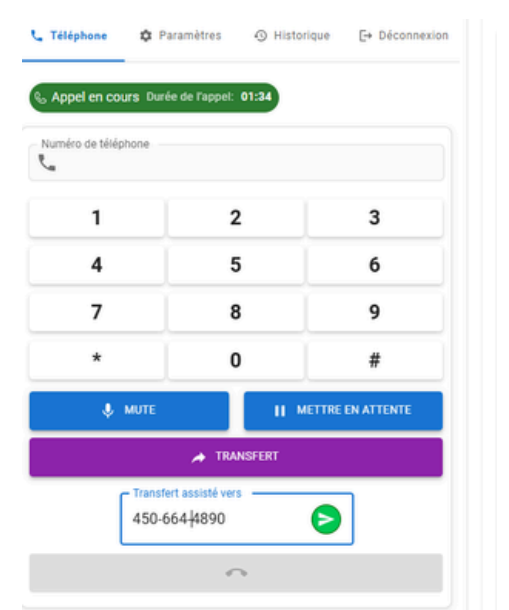 Téléphone Paramètres Historique Déconnexion
Appel en cours Durée de l'appel: 01:34
Numéro de téléphone
1 2 3
4 5 6
7 8 9
* 0 #
MUTE METTRE EN ATTENTE
TRANSFERT
Transfert assisté vers
450-664-4890